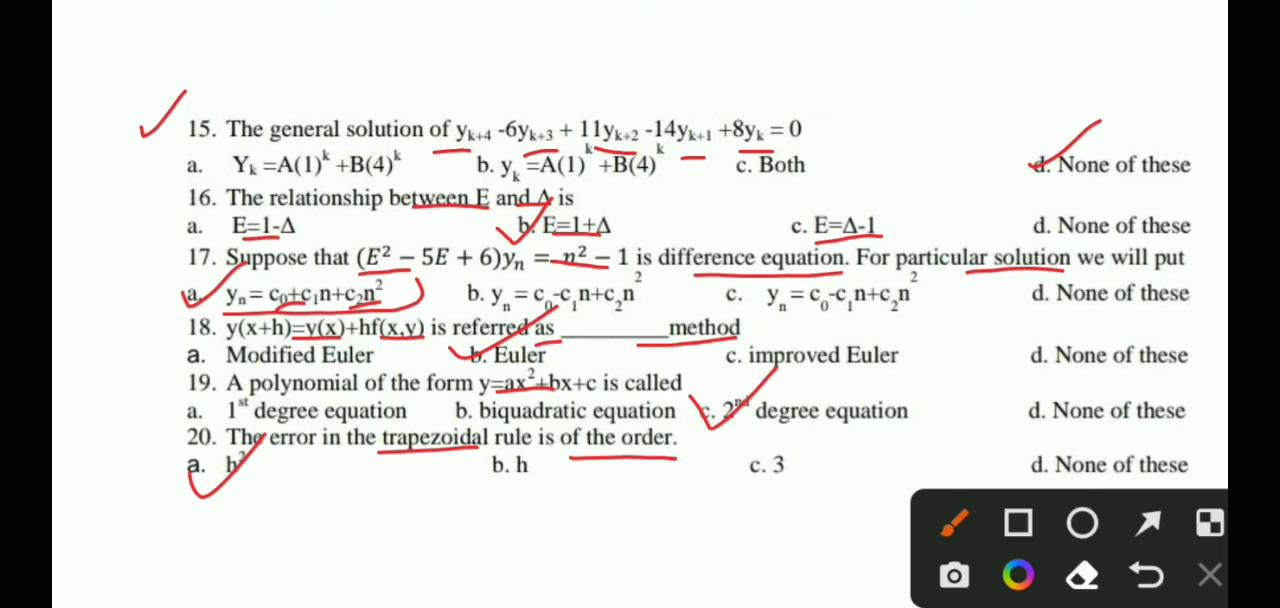 15. The general solution of yₖ₊₄ -6yₖ₊₃ + 11yₖ₊₂ -14yₖ₊₁ +8yₖ = 0
a. Yₖ =A(1)ᵏ +B(4)ᵏ b. yₖ =A(1)ᵏ +B(4)ᵏ c. Both d. None of these
16. The relationship between E and Δ is
a. E=1-Δ b. E=1+Δ c. E=Δ-1 d. None of these
17. Suppose that (E² − 5E + 6)yₙ = n² − 1 is difference equation. For particular solution we will put
a. yₙ = c₀+c₁n+c₂n² b. yₙ = c₀-c₁n+c₂n² c. yₙ = c₀-c₁n+c₂n² d. None of these
18. y(x+h)=y(x)+hf(x,y) is referred as ________method
a. Modified Euler b. Euler c. improved Euler d. None of these
19. A polynomial of the form y=ax²+bx+c is called
a. 1ˢᵗ degree equation b. biquadratic equation c. 2ⁿᵈ degree equation d. None of these
20. The error in the trapezoidal rule is of the order.
a. h² b. h c. 3 d. None of these